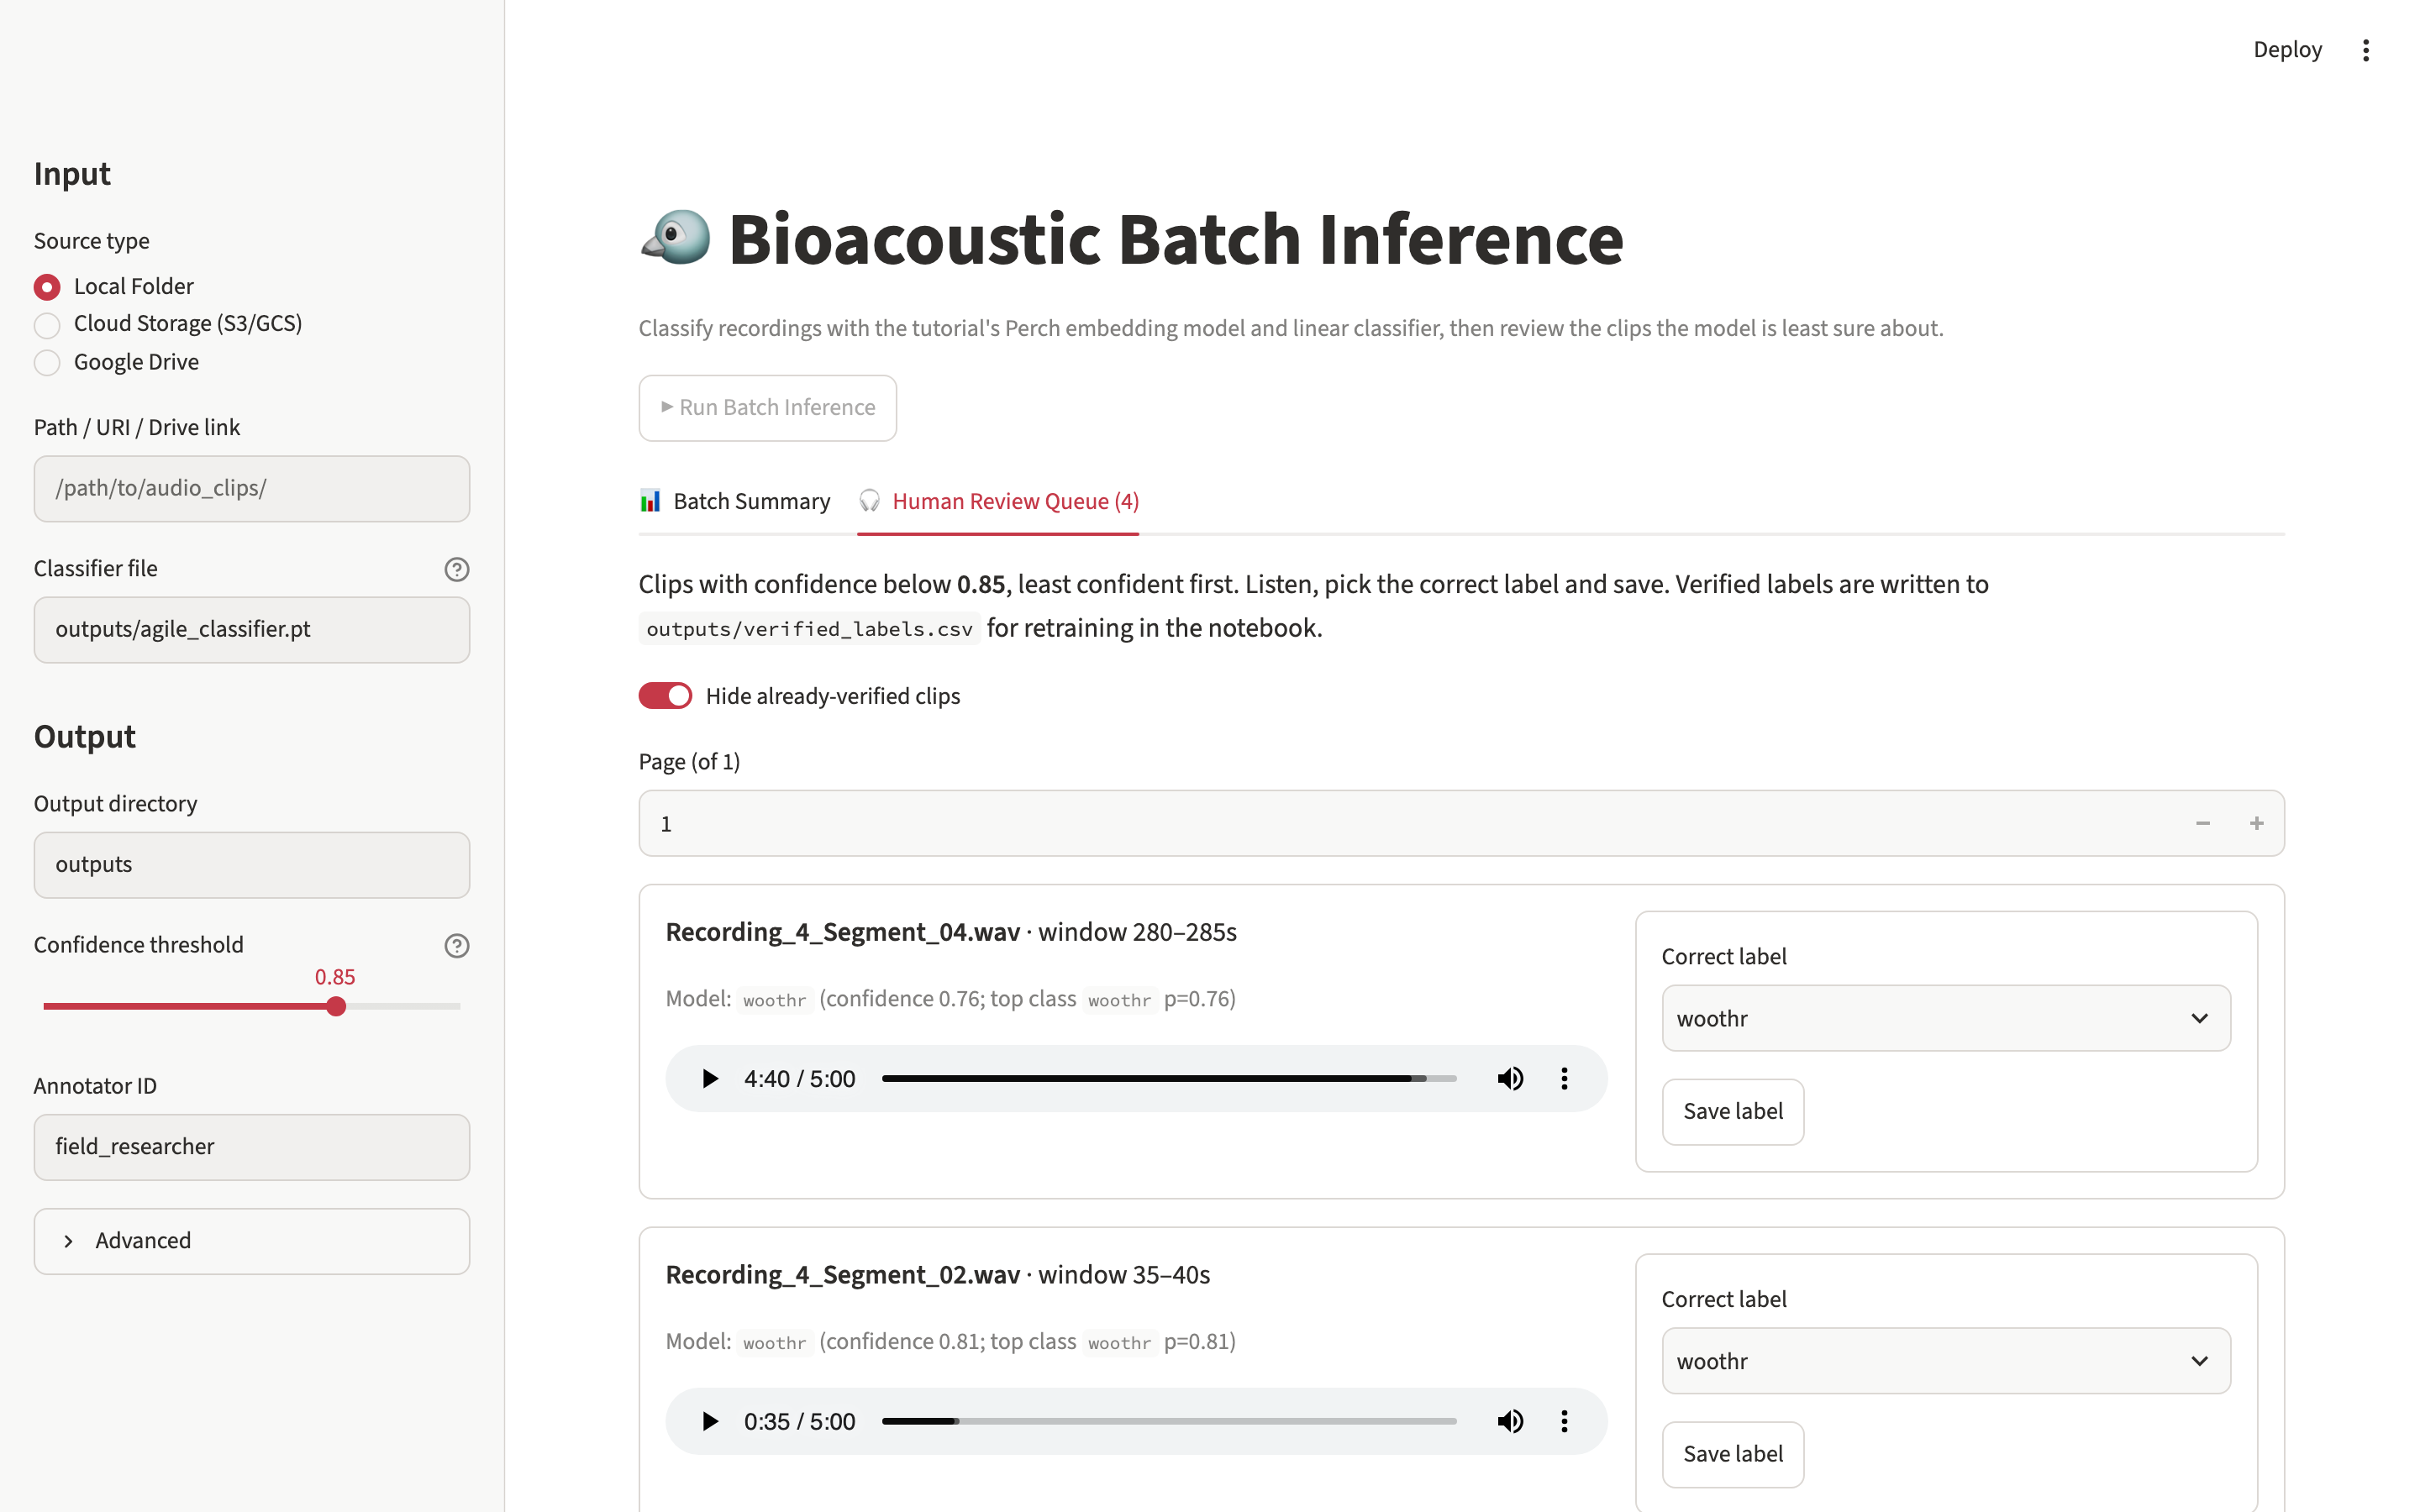 Deploy
Input
Source type
Local Folder
Cloud Storage (S3/GCS)
Google Drive
Path / URI / Drive link
/path/to/audio_clips/
Classifier file
outputs/agile_classifier.pt
Output
Output directory
outputs
Confidence threshold
0.85
Annotator ID
field_researcher
Advanced
Bioacoustic Batch Inference
Classify recordings with the tutorial's Perch embedding model and linear classifier, then review the clips the model is least sure about.
Run Batch Inference
Batch Summary
Human Review Queue (4)
Clips with confidence below 0.85, least confident first. Listen, pick the correct label and save. Verified labels are written to
outputs/verified_labels.csv for retraining in the notebook.
Hide already-verified clips
Page (of 1)
1
Recording_4_Segment_04.wav · window 280–285s
Model: woothr (confidence 0.76; top class woothr p=0.76)
4:40 / 5:00
Correct label
woothr
Save label
Recording_4_Segment_02.wav · window 35–40s
Model: woothr (confidence 0.81; top class woothr p=0.81)
0:35 / 5:00
Correct label
woothr
Save label